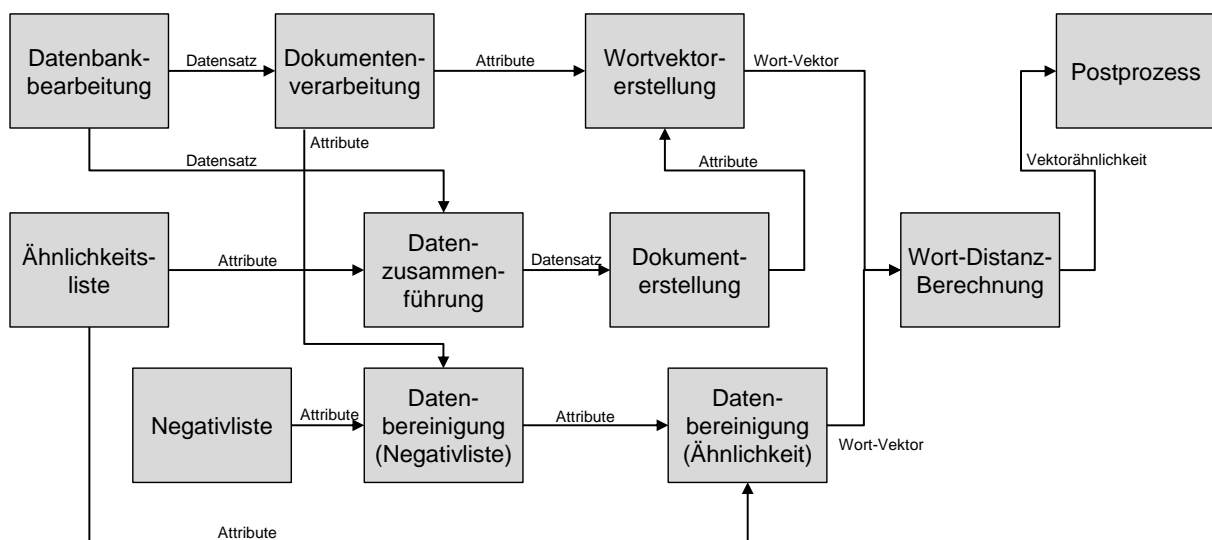 Datenbank-
bearbeitung
Datensatz
Dokumenten-
verarbeitung
Attribute
Wortvektor-
erstellung
Wort-Vektor
Postprozess
Attribute
Datensatz
Attribute
Vektorähnlichkeit
Ähnlichkeits-
liste
Attribute
Daten-
zusammen-
führung
Datensatz
Dokument-
erstellung
Wort-Distanz-
Berechnung
Negativliste
Attribute
Daten-
bereinigung
(Negativliste)
Attribute
Daten-
bereinigung
(Ähnlichkeit)
Wort-Vektor
Attribute